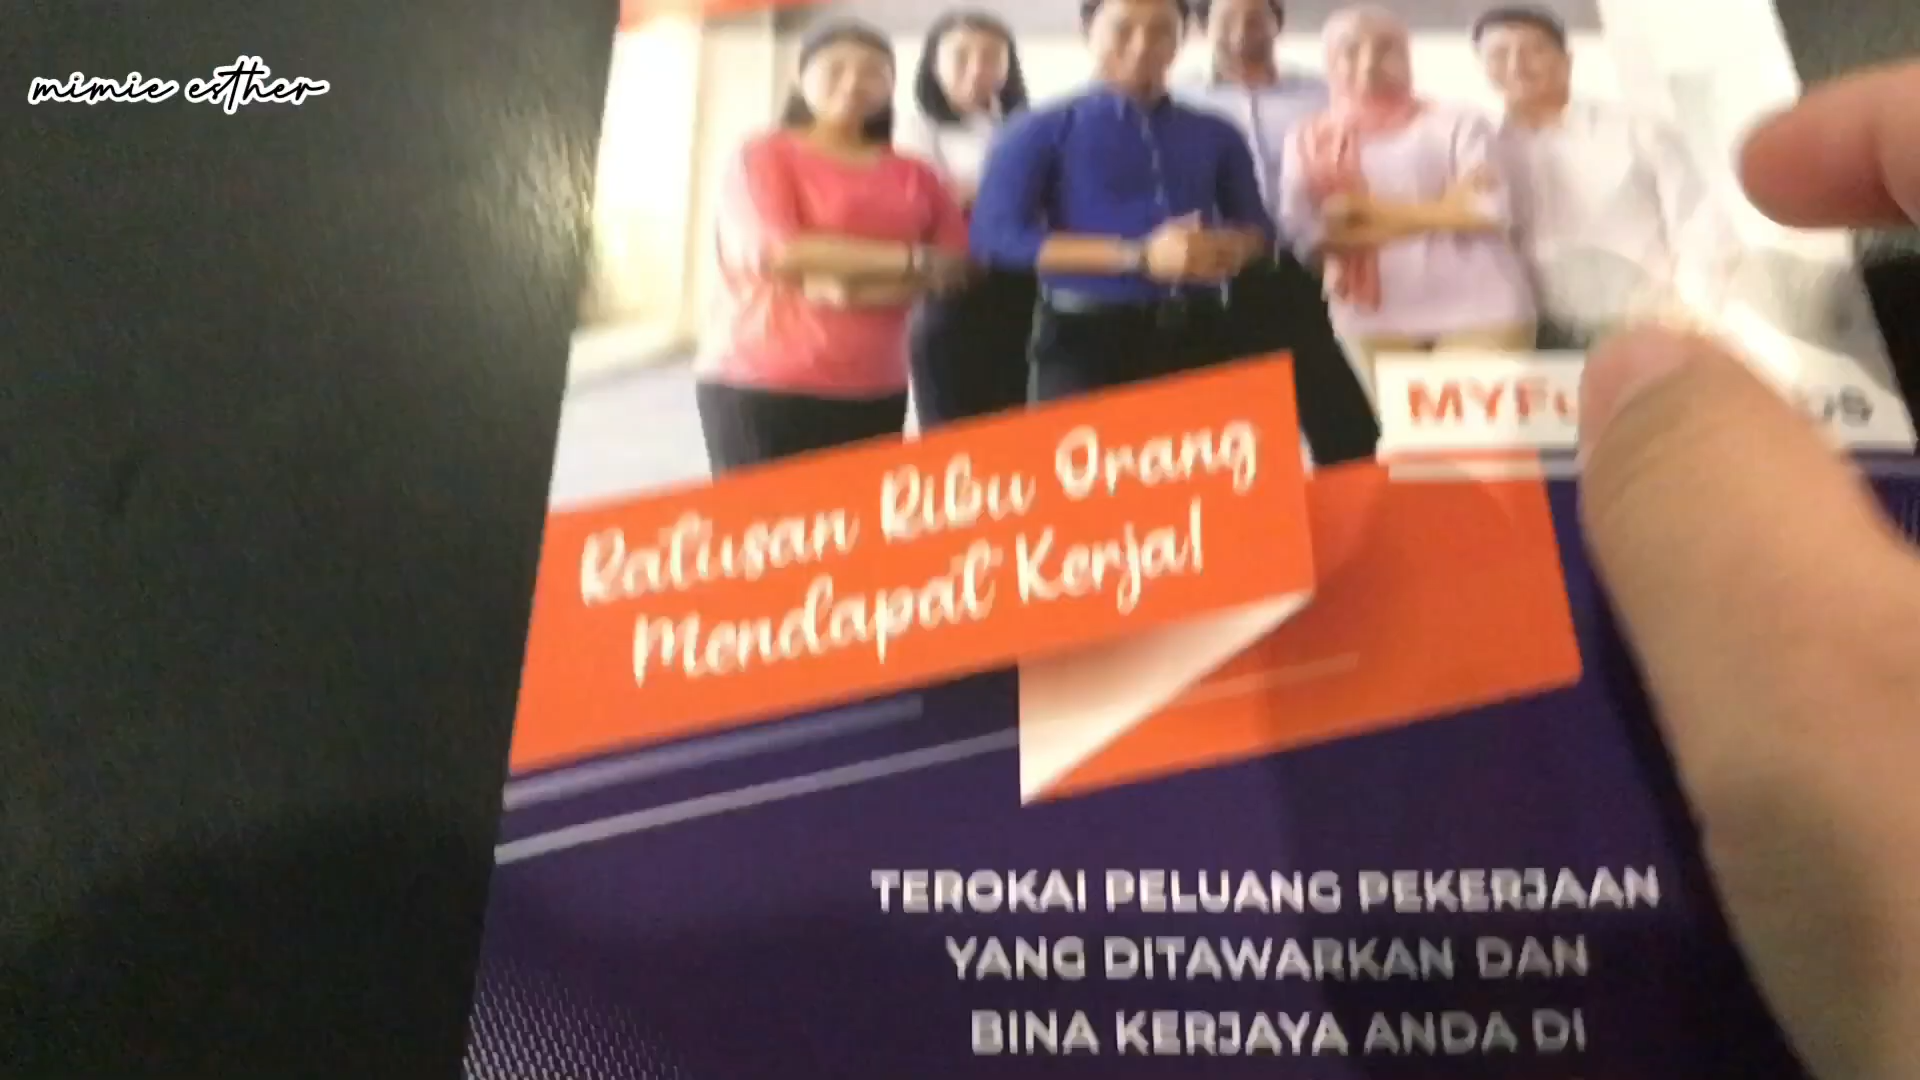 mimie esther
Ratusan Ribu Orang
Mendapat Kerja!
TEROKAI PELUANG PEKERJAAN
YANG DITAWARKAN DAN
BINA KERJAYA ANDA DI